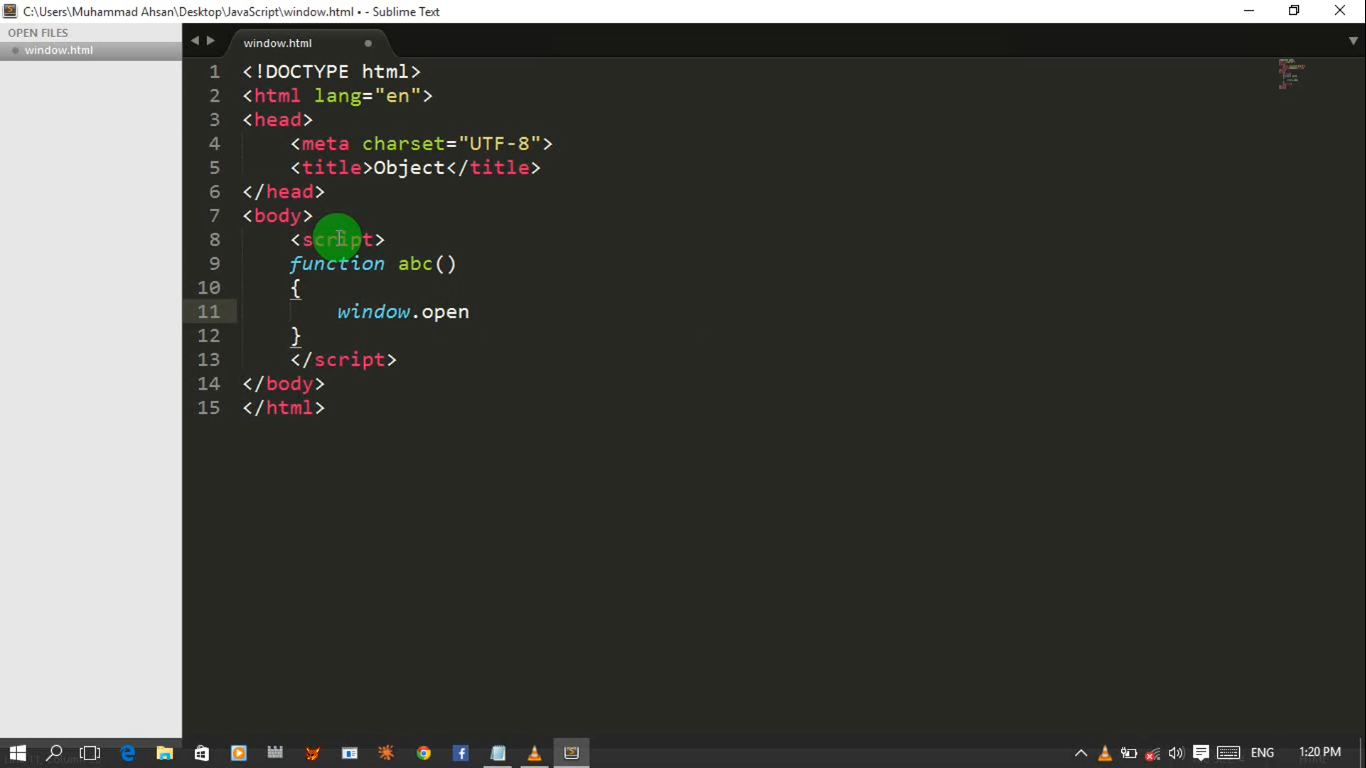 C:\Users\Muhammad Ahsan\Desktop\JavaScript\window.html • - Sublime Text
OPEN FILES
window.html
window.html
1 <!DOCTYPE html>
2 <html lang="en">
3 <head>
4 <meta charset="UTF-8">
5 <title>Object</title>
6 </head>
7 <body>
8 <script>
9 function abc()
10 {
11 window.open
12 }
13 </script>
14 </body>
15 </html>
ENG
1:20 PM